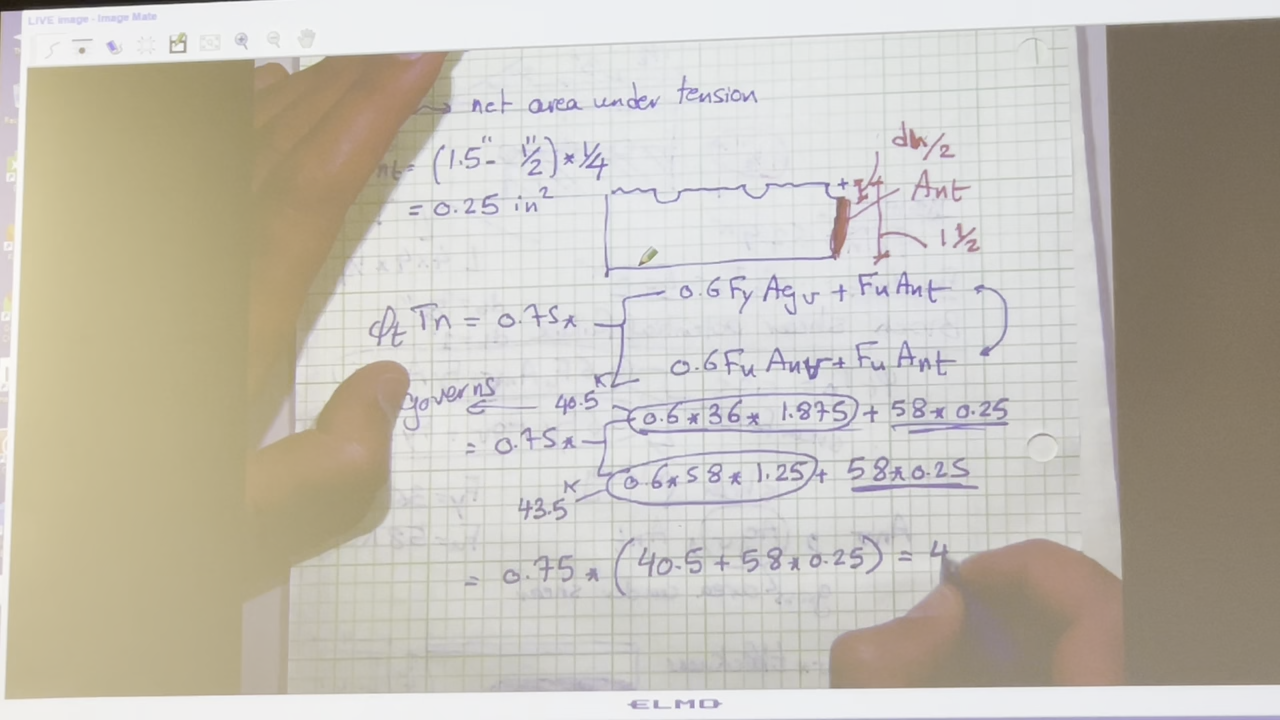 LIVE image - Image Mate
→ net area under tension
nt = (1.5" - 1/2") * 1/4
= 0.25 in²
dh/2
+
Ant
1 1/2
ϕt Tn = 0.75 *
0.6 Fy Agv + Fu Ant
0.6 Fu Anv + Fu Ant
governs ← 40.5 K
0.6 * 36 * 1.875 + 58 * 0.25
= 0.75 *
0.6 * 58 * 1.25 + 58 * 0.25
43.5 K
= 0.75 * (40.5 + 58 * 0.25) = 4
ELMO